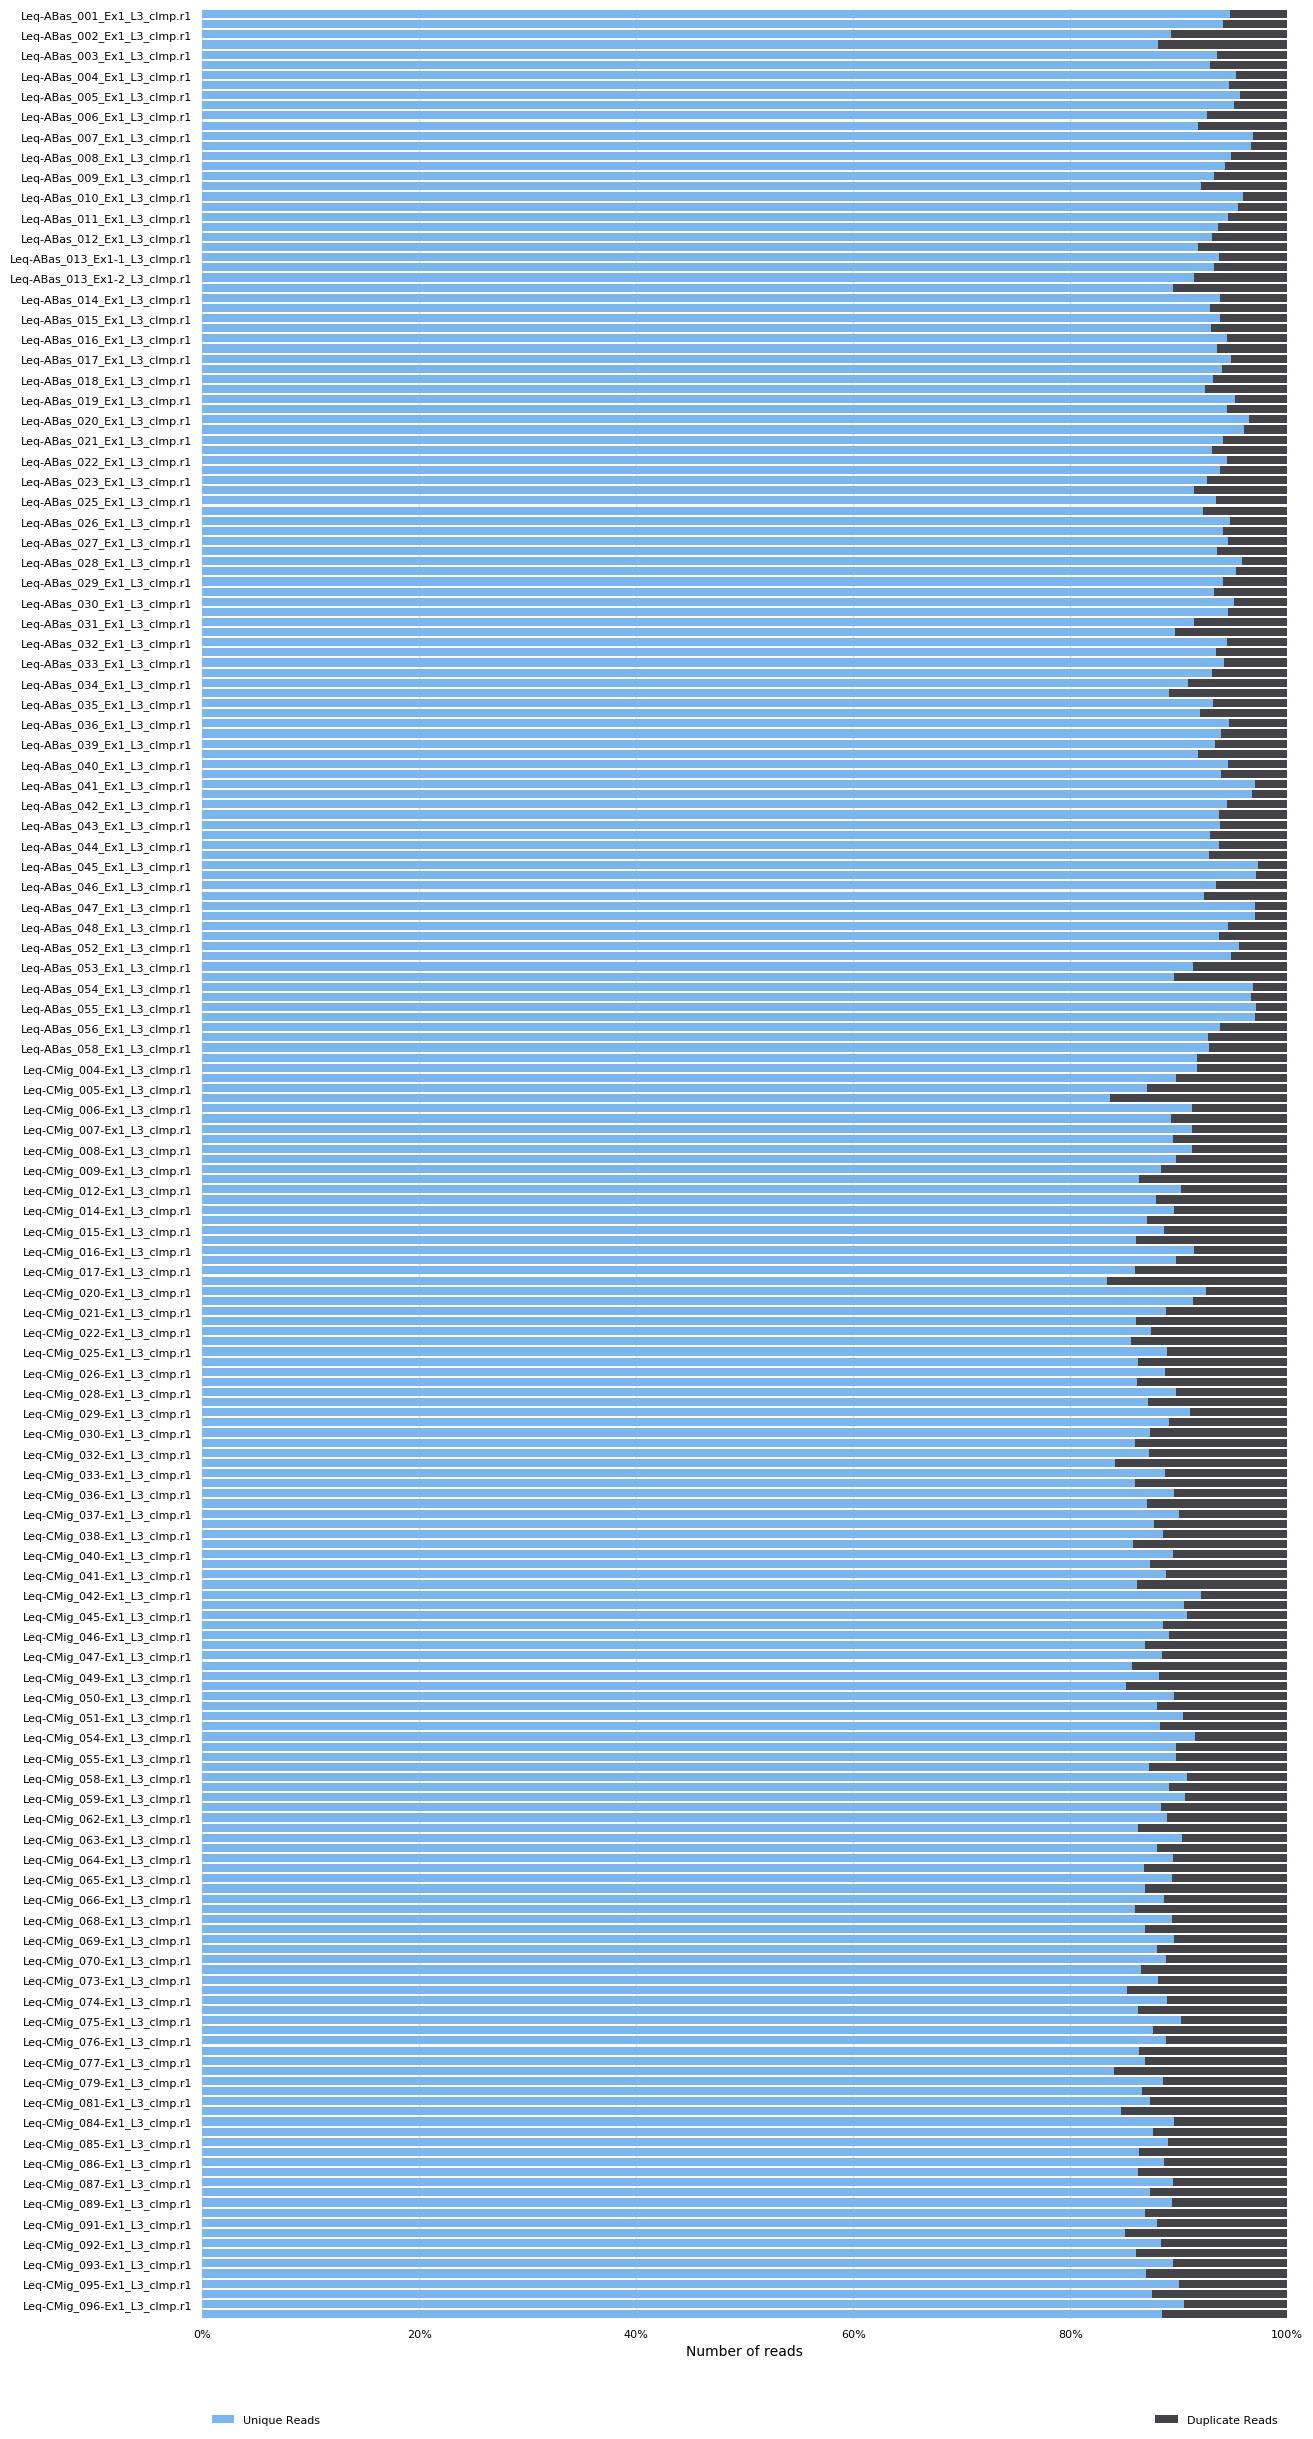 Leq-ABas_001_Ex1_L3_clmp.r1
Leq-ABas_002_Ex1_L3_clmp.r1
Leq-ABas_003_Ex1_L3_clmp.r1
Leq-ABas_004_Ex1_L3_clmp.r1
Leq-ABas_005_Ex1_L3_clmp.r1
Leq-ABas_006_Ex1_L3_clmp.r1
Leq-ABas_007_Ex1_L3_clmp.r1
Leq-ABas_008_Ex1_L3_clmp.r1
Leq-ABas_009_Ex1_L3_clmp.r1
Leq-ABas_010_Ex1_L3_clmp.r1
Leq-ABas_011_Ex1_L3_clmp.r1
Leq-ABas_012_Ex1_L3_clmp.r1
Leq-ABas_013_Ex1-1_L3_clmp.r1
Leq-ABas_013_Ex1-2_L3_clmp.r1
Leq-ABas_014_Ex1_L3_clmp.r1
Leq-ABas_015_Ex1_L3_clmp.r1
Leq-ABas_016_Ex1_L3_clmp.r1
Leq-ABas_017_Ex1_L3_clmp.r1
Leq-ABas_018_Ex1_L3_clmp.r1
Leq-ABas_019_Ex1_L3_clmp.r1
Leq-ABas_020_Ex1_L3_clmp.r1
Leq-ABas_021_Ex1_L3_clmp.r1
Leq-ABas_022_Ex1_L3_clmp.r1
Leq-ABas_023_Ex1_L3_clmp.r1
Leq-ABas_025_Ex1_L3_clmp.r1
Leq-ABas_026_Ex1_L3_clmp.r1
Leq-ABas_027_Ex1_L3_clmp.r1
Leq-ABas_028_Ex1_L3_clmp.r1
Leq-ABas_029_Ex1_L3_clmp.r1
Leq-ABas_030_Ex1_L3_clmp.r1
Leq-ABas_031_Ex1_L3_clmp.r1
Leq-ABas_032_Ex1_L3_clmp.r1
Leq-ABas_033_Ex1_L3_clmp.r1
Leq-ABas_034_Ex1_L3_clmp.r1
Leq-ABas_035_Ex1_L3_clmp.r1
Leq-ABas_036_Ex1_L3_clmp.r1
Leq-ABas_039_Ex1_L3_clmp.r1
Leq-ABas_040_Ex1_L3_clmp.r1
Leq-ABas_041_Ex1_L3_clmp.r1
Leq-ABas_042_Ex1_L3_clmp.r1
Leq-ABas_043_Ex1_L3_clmp.r1
Leq-ABas_044_Ex1_L3_clmp.r1
Leq-ABas_045_Ex1_L3_clmp.r1
Leq-ABas_046_Ex1_L3_clmp.r1
Leq-ABas_047_Ex1_L3_clmp.r1
Leq-ABas_048_Ex1_L3_clmp.r1
Leq-ABas_052_Ex1_L3_clmp.r1
Leq-ABas_053_Ex1_L3_clmp.r1
Leq-ABas_054_Ex1_L3_clmp.r1
Leq-ABas_055_Ex1_L3_clmp.r1
Leq-ABas_056_Ex1_L3_clmp.r1
Leq-ABas_058_Ex1_L3_clmp.r1
Leq-CMig_004-Ex1_L3_clmp.r1
Leq-CMig_005-Ex1_L3_clmp.r1
Leq-CMig_006-Ex1_L3_clmp.r1
Leq-CMig_007-Ex1_L3_clmp.r1
Leq-CMig_008-Ex1_L3_clmp.r1
Leq-CMig_009-Ex1_L3_clmp.r1
Leq-CMig_012-Ex1_L3_clmp.r1
Leq-CMig_014-Ex1_L3_clmp.r1
Leq-CMig_015-Ex1_L3_clmp.r1
Leq-CMig_016-Ex1_L3_clmp.r1
Leq-CMig_017-Ex1_L3_clmp.r1
Leq-CMig_020-Ex1_L3_clmp.r1
Leq-CMig_021-Ex1_L3_clmp.r1
Leq-CMig_022-Ex1_L3_clmp.r1
Leq-CMig_025-Ex1_L3_clmp.r1
Leq-CMig_026-Ex1_L3_clmp.r1
Leq-CMig_028-Ex1_L3_clmp.r1
Leq-CMig_029-Ex1_L3_clmp.r1
Leq-CMig_030-Ex1_L3_clmp.r1
Leq-CMig_032-Ex1_L3_clmp.r1
Leq-CMig_033-Ex1_L3_clmp.r1
Leq-CMig_036-Ex1_L3_clmp.r1
Leq-CMig_037-Ex1_L3_clmp.r1
Leq-CMig_038-Ex1_L3_clmp.r1
Leq-CMig_040-Ex1_L3_clmp.r1
Leq-CMig_041-Ex1_L3_clmp.r1
Leq-CMig_042-Ex1_L3_clmp.r1
Leq-CMig_045-Ex1_L3_clmp.r1
Leq-CMig_046-Ex1_L3_clmp.r1
Leq-CMig_047-Ex1_L3_clmp.r1
Leq-CMig_049-Ex1_L3_clmp.r1
Leq-CMig_050-Ex1_L3_clmp.r1
Leq-CMig_051-Ex1_L3_clmp.r1
Leq-CMig_054-Ex1_L3_clmp.r1
Leq-CMig_055-Ex1_L3_clmp.r1
Leq-CMig_058-Ex1_L3_clmp.r1
Leq-CMig_059-Ex1_L3_clmp.r1
Leq-CMig_062-Ex1_L3_clmp.r1
Leq-CMig_063-Ex1_L3_clmp.r1
Leq-CMig_064-Ex1_L3_clmp.r1
Leq-CMig_065-Ex1_L3_clmp.r1
Leq-CMig_066-Ex1_L3_clmp.r1
Leq-CMig_068-Ex1_L3_clmp.r1
Leq-CMig_069-Ex1_L3_clmp.r1
Leq-CMig_070-Ex1_L3_clmp.r1
Leq-CMig_073-Ex1_L3_clmp.r1
Leq-CMig_074-Ex1_L3_clmp.r1
Leq-CMig_075-Ex1_L3_clmp.r1
Leq-CMig_076-Ex1_L3_clmp.r1
Leq-CMig_077-Ex1_L3_clmp.r1
Leq-CMig_079-Ex1_L3_clmp.r1
Leq-CMig_081-Ex1_L3_clmp.r1
Leq-CMig_084-Ex1_L3_clmp.r1
Leq-CMig_085-Ex1_L3_clmp.r1
Leq-CMig_086-Ex1_L3_clmp.r1
Leq-CMig_087-Ex1_L3_clmp.r1
Leq-CMig_089-Ex1_L3_clmp.r1
Leq-CMig_091-Ex1_L3_clmp.r1
Leq-CMig_092-Ex1_L3_clmp.r1
Leq-CMig_093-Ex1_L3_clmp.r1
Leq-CMig_095-Ex1_L3_clmp.r1
Leq-CMig_096-Ex1_L3_clmp.r1
0% 20% 40% 60% 80% 100%
Number of reads
Unique Reads Duplicate Reads